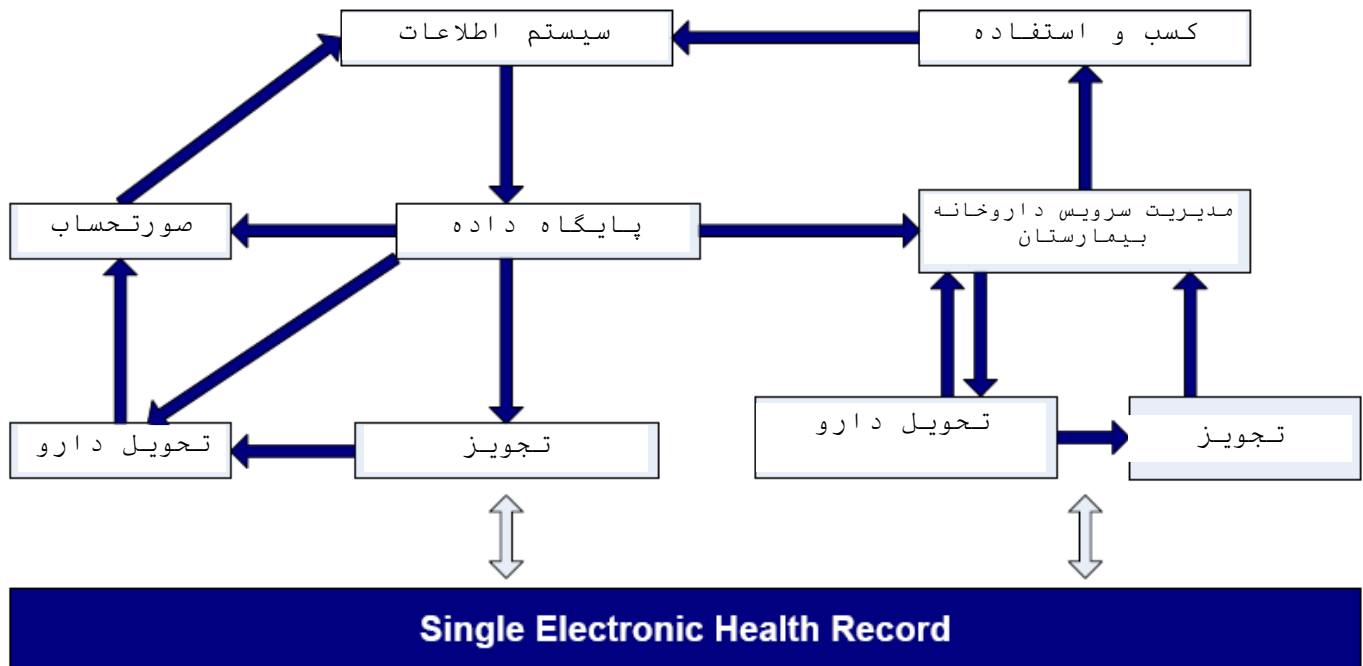 کسب و استفاده
سیستم اطلاعات
مدیریت سرویس داروخانه
بیمارستان
پایگاه داده
صورتحساب
تجویز
تحویل دارو
تجویز
تحویل دارو
Single Electronic Health Record